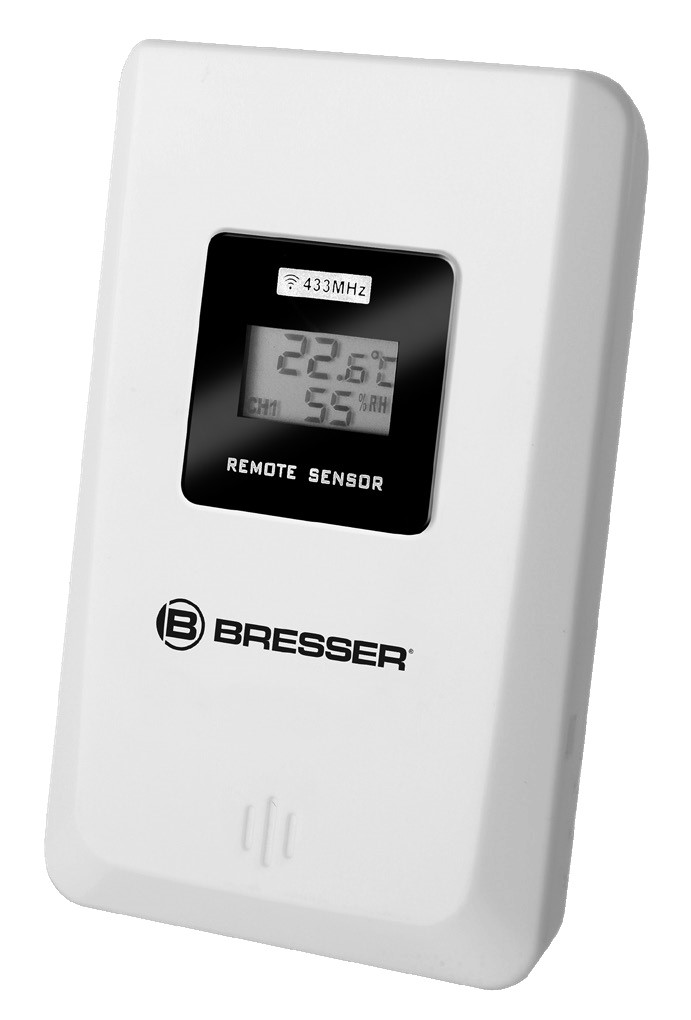 433MHz
22.6°C
CH1 55 %RH
REMOTE SENSOR
B BRESSER®